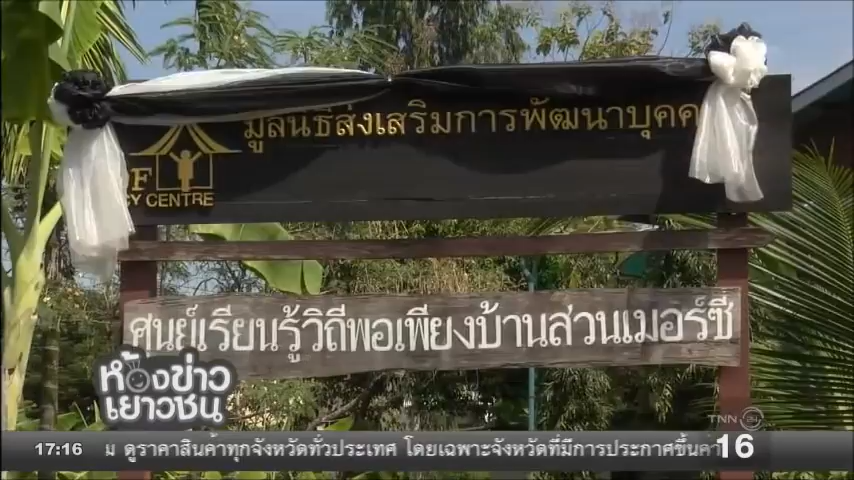 มูลนิธิส่งเสริมการพัฒนาบุคค
F
CY CENTRE
ศูนย์เรียนรู้วิถีพอเพียงบ้านสวนเมอร์ซี่
ห้องข่าว
เยาวชน
TNN
16
17:16 ม ดูราคาสินค้าทุกจังหวัดทั่วประเทศ โดยเฉพาะจังหวัดที่มีการประกาศขึ้นค่า